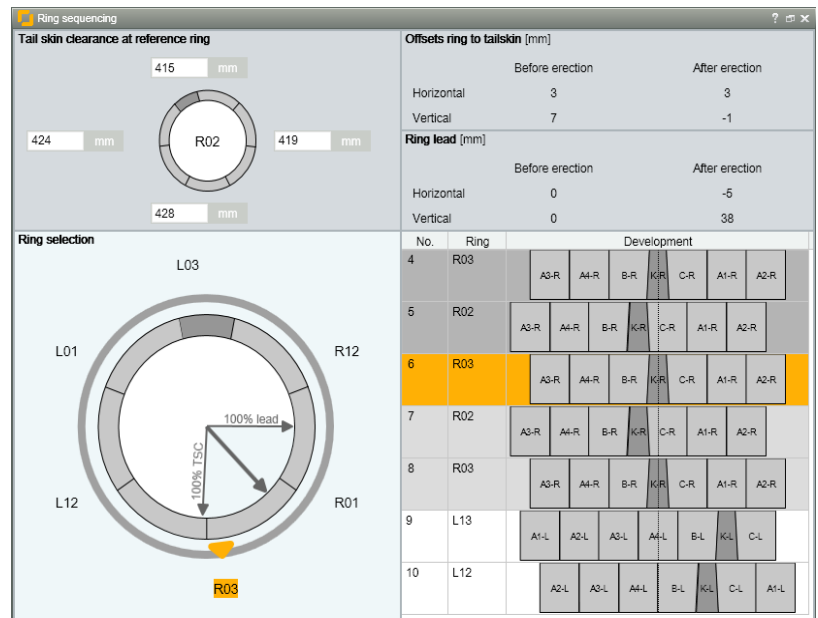 Ring sequencing
Tail skin clearance at reference ring
415 mm
424 mm
R02
419 mm
428 mm
Offsets ring to tailskin [mm]
Before erection After erection
Horizontal 3 3
Vertical 7 -1
Ring lead [mm]
Before erection After erection
Horizontal 0 -5
Vertical 0 38
Ring selection
L03
L01
R12
100% lead
100% TSC
L12
R01
R03
No. Ring Development
4 R03 A3-R A4-R B-R K-R C-R A1-R A2-R
5 R02 A3-R A4-R B-R K-R C-R A1-R A2-R
6 R03 A3-R A4-R B-R K-R C-R A1-R A2-R
7 R02 A3-R A4-R B-R K-R C-R A1-R A2-R
8 R03 A3-R A4-R B-R K-R C-R A1-R A2-R
9 L13 A1-L A2-L A3-L A4-L B-L K-L C-L
10 L12 A2-L A3-L A4-L B-L K-L C-L A1-L